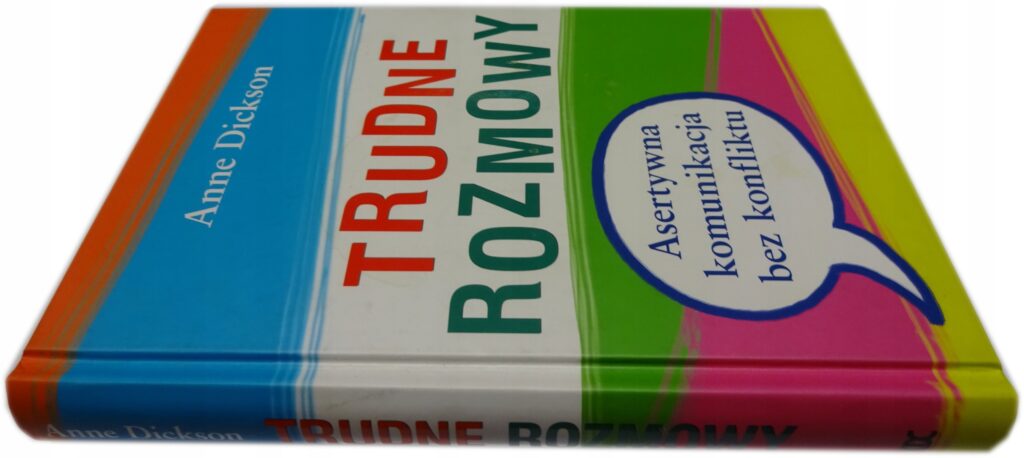 Anne Dickson
TRUDNE
ROZMOWY
Asertywna
komunikacja
bez konfliktu
Anne Dickson TRUDNE ROZMOWY